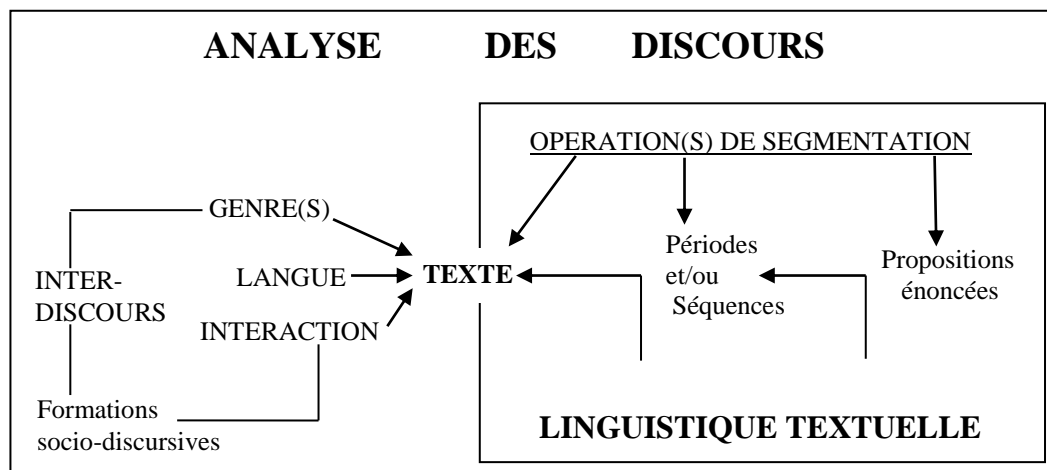 ANALYSE DES DISCOURS
OPERATION(S) DE SEGMENTATION
GENRE(S)
INTER-
DISCOURS
LANGUE
INTERACTION
Formations
socio-discursives
TEXTE
Périodes
et/ou
Séquences
Propositions
énoncées
LINGUISTIQUE TEXTUELLE